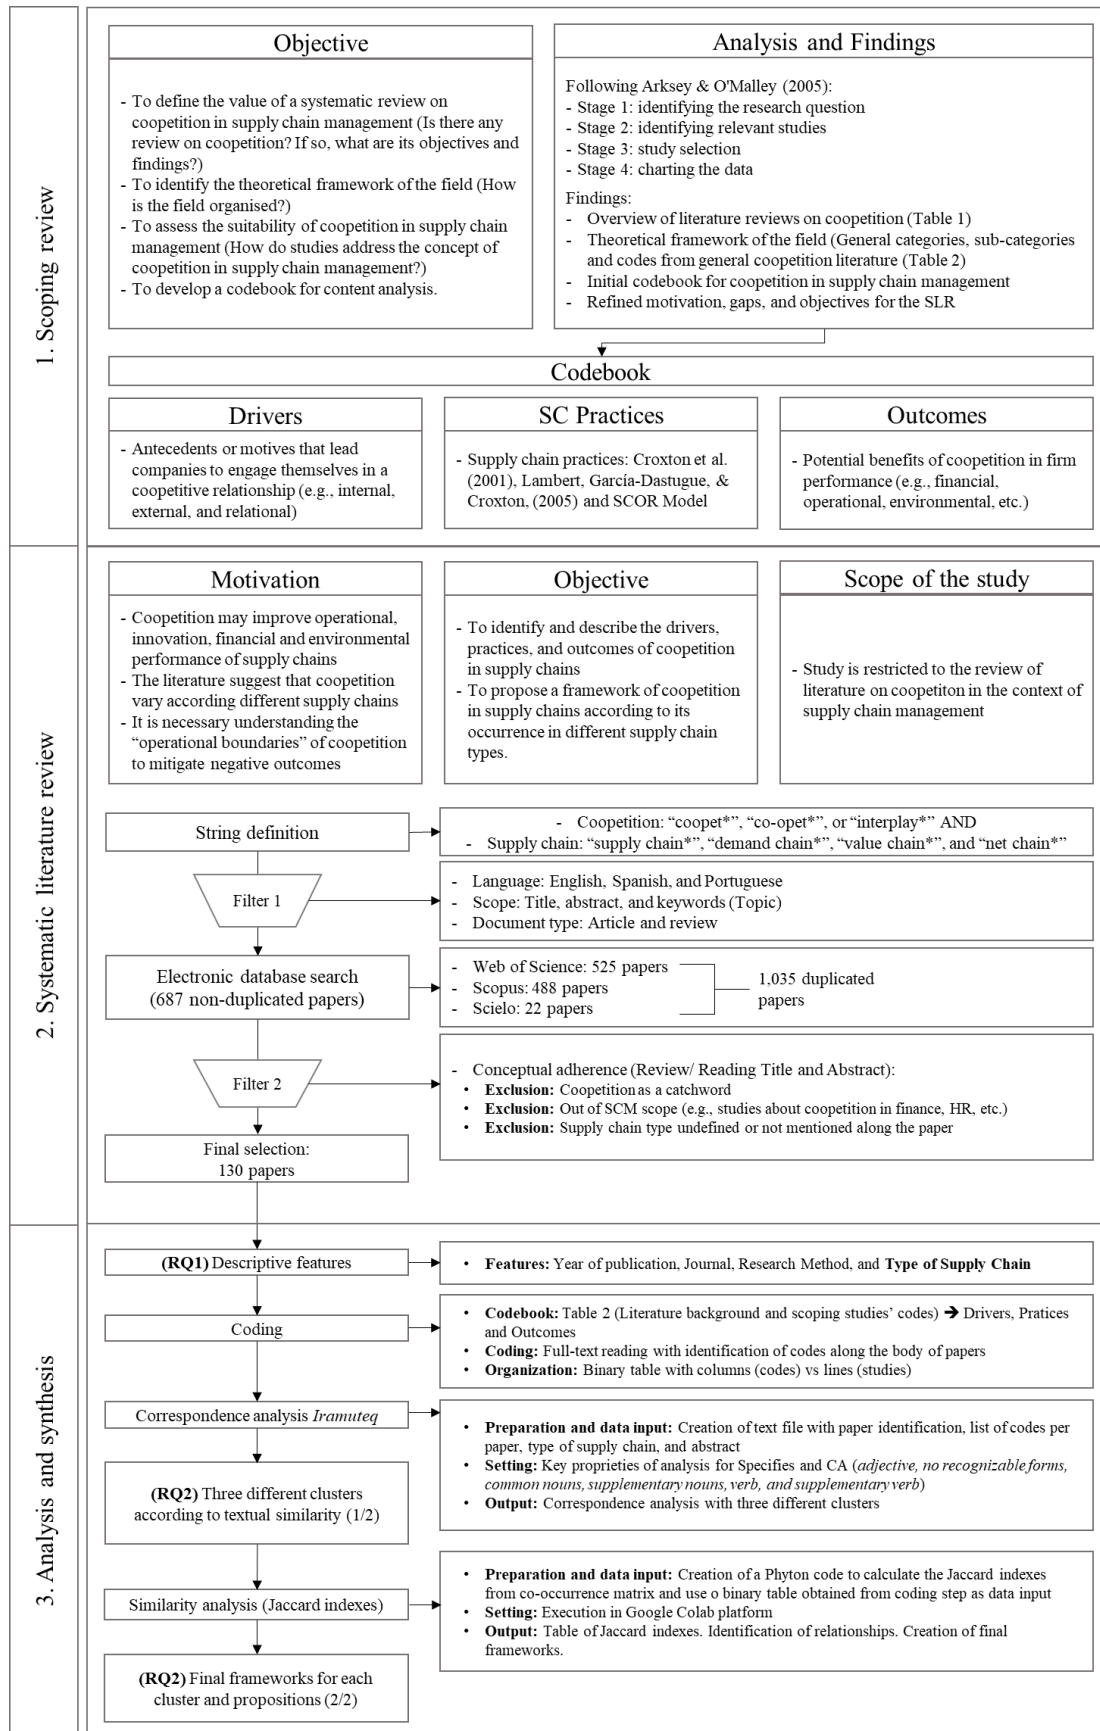 1. Scoping review
Objective
- To define the value of a systematic review on
coopetition in supply chain management (Is there any
review on coopetition? If so, what are its objectives and
findings?)
- To identify the theoretical framework of the field (How
is the field organised?)
- To assess the suitability of coopetition in supply chain
management (How do studies address the concept of
coopetition in supply chain management?)
- To develop a codebook for content analysis.
Analysis and Findings
Following Arksey & O'Malley (2005):
- Stage 1: identifying the research question
- Stage 2: identifying relevant studies
- Stage 3: study selection
- Stage 4: charting the data
Findings:
- Overview of literature reviews on coopetition (Table 1)
- Theoretical framework of the field (General categories, sub-categories
and codes from general coopetition literature (Table 2)
- Initial codebook for coopetition in supply chain management
- Refined motivation, gaps, and objectives for the SLR
Codebook
Drivers
- Antecedents or motives that lead
companies to engage themselves in a
coopetitive relationship (e.g., internal,
external, and relational)
SC Practices
- Supply chain practices: Croxton et al.
(2001), Lambert, García-Dastugue, &
Croxton, (2005) and SCOR Model
Outcomes
- Potential benefits of coopetition in firm
performance (e.g., financial,
operational, environmental, etc.)
2. Systematic literature review
Motivation
- Coopetition may improve operational,
innovation, financial and environmental
performance of supply chains
- The literature suggest that coopetition
vary according different supply chains
- It is necessary understanding the
“operational boundaries” of coopetition
to mitigate negative outcomes
Objective
- To identify and describe the drivers,
practices, and outcomes of coopetition
in supply chains
- To propose a framework of coopetition
in supply chains according to its
occurrence in different supply chain
types.
Scope of the study
- Study is restricted to the review of
literature on coopetiton in the context of
supply chain management
String definition
- Coopetition: “coopet*”, “co-opet*”, or “interplay*” AND
- Supply chain: “supply chain*”, “demand chain*”, “value chain*”, and “net chain*”
Filter 1
- Language: English, Spanish, and Portuguese
- Scope: Title, abstract, and keywords (Topic)
- Document type: Article and review
Electronic database search
(687 non-duplicated papers)
- Web of Science: 525 papers
- Scopus: 488 papers
- Scielo: 22 papers
1,035 duplicated
papers
Filter 2
- Conceptual adherence (Review/ Reading Title and Abstract):
• Exclusion: Coopetition as a catchword
• Exclusion: Out of SCM scope (e.g., studies about coopetition in finance, HR, etc.)
• Exclusion: Supply chain type undefined or not mentioned along the paper
Final selection:
130 papers
3. Analysis and synthesis
(RQ1) Descriptive features
• Features: Year of publication, Journal, Research Method, and Type of Supply Chain
Coding
• Codebook: Table 2 (Literature background and scoping studies’ codes) ➔ Drivers, Pratices
and Outcomes
• Coding: Full-text reading with identification of codes along the body of papers
• Organization: Binary table with columns (codes) vs lines (studies)
Correspondence analysis Iramuteq
• Preparation and data input: Creation of text file with paper identification, list of codes per
paper, type of supply chain, and abstract
• Setting: Key proprieties of analysis for Specifies and CA (adjective, no recognizable forms,
common nouns, supplementary nouns, verb, and supplementary verb)
• Output: Correspondence analysis with three different clusters
(RQ2) Three different clusters
according to textual similarity (1/2)
Similarity analysis (Jaccard indexes)
• Preparation and data input: Creation of a Phyton code to calculate the Jaccard indexes
from co-occurrence matrix and use o binary table obtained from coding step as data input
• Setting: Execution in Google Colab platform
• Output: Table of Jaccard indexes. Identification of relationships. Creation of final
frameworks.
(RQ2) Final frameworks for each
cluster and propositions (2/2)